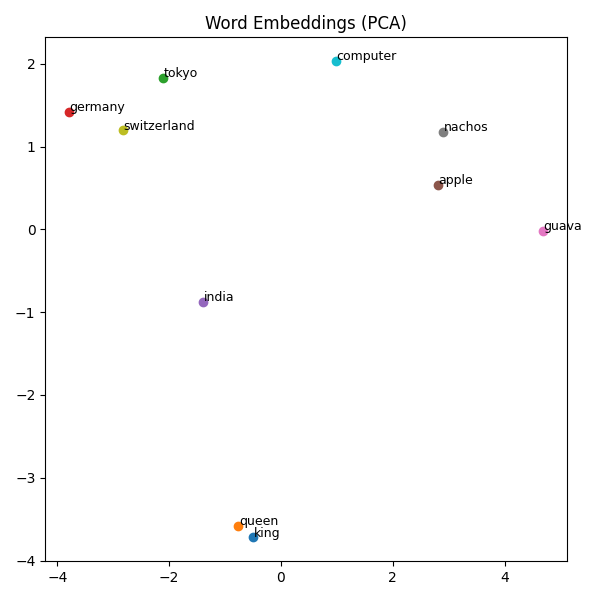 Word Embeddings (PCA)
computer
tokyo
germany
switzerland
nachos
apple
guava
india
queen
king
2
1
0
−1
−2
−3
−4
−4
−2
0
2
4